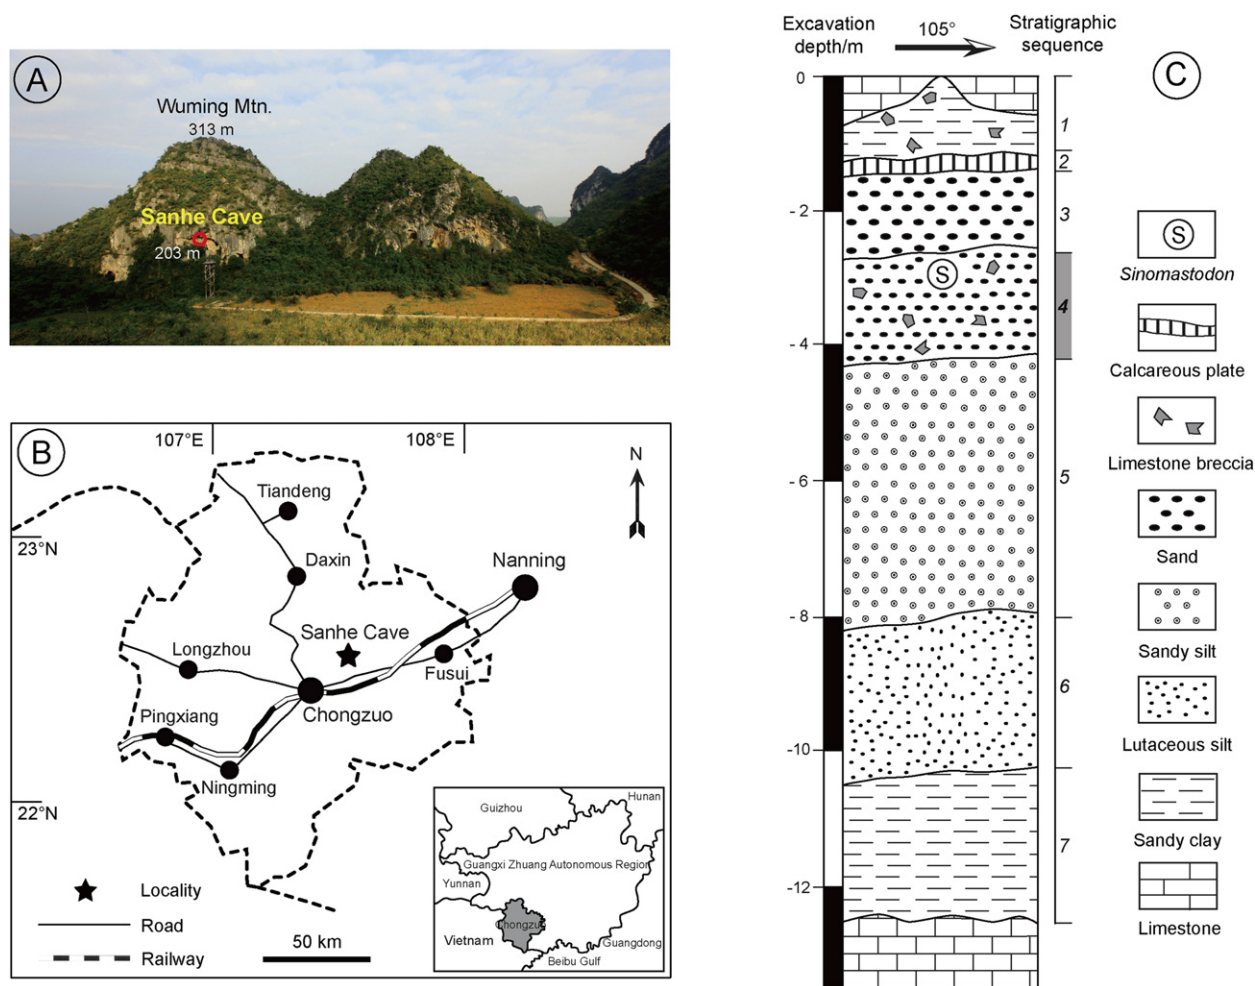 A
Wuming Mtn.
313 m
Sanhe Cave
203 m
B
107°E
108°E
N
23°N
22°N
Tiandeng
Daxin
Nanning
Sanhe Cave
Longzhou
Fusui
Chongzuo
Pingxiang
Ningming
Locality
Road
Railway
50 km
Hunan
Guizhou
Guangxi Zhuang Autonomous Region
Yunnan
Chongzuo
Vietnam
Guangdong
Beibu Gulf
Excavation
depth/m
105°
Stratigraphic
sequence
C
0
- 2
- 4
- 6
- 8
-10
-12
1
2
3
4
5
6
7
S
S
Sinomastodon
Calcareous plate
Limestone breccia
Sand
Sandy silt
Lutaceous silt
Sandy clay
Limestone